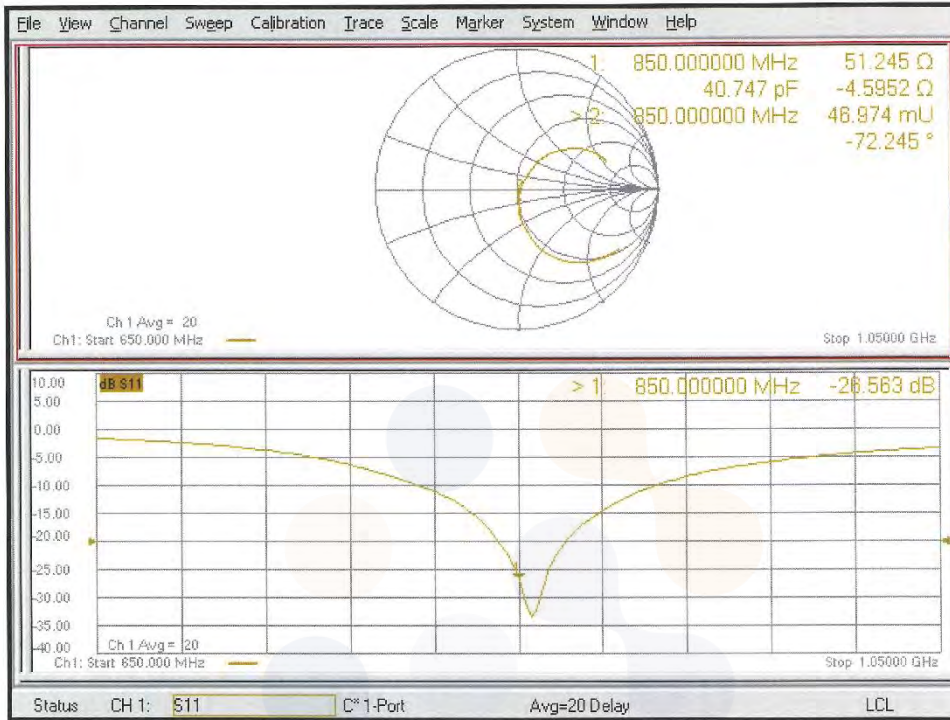 File View Channel Sweep Calibration Trace Scale Marker System Window Help
1: 850.000000 MHz 51.245 Ω
40.747 pF -4.5952 Ω
> 2: 850.000000 MHz 46.974 mU
-72.245 °
Ch 1 Avg = 20
Ch1: Start 650.000 MHz
Stop 1.05000 GHz
10.00
dB S11
> 1: 850.000000 MHz -26.563 dB
5.00
0.00
-5.00
-10.00
-15.00
-20.00
-25.00
-30.00
-35.00
-40.00
Ch 1 Avg = 20
Ch1: Start 650.000 MHz
Stop 1.05000 GHz
Status CH 1: S11 C* 1-Port Avg=20 Delay LCL